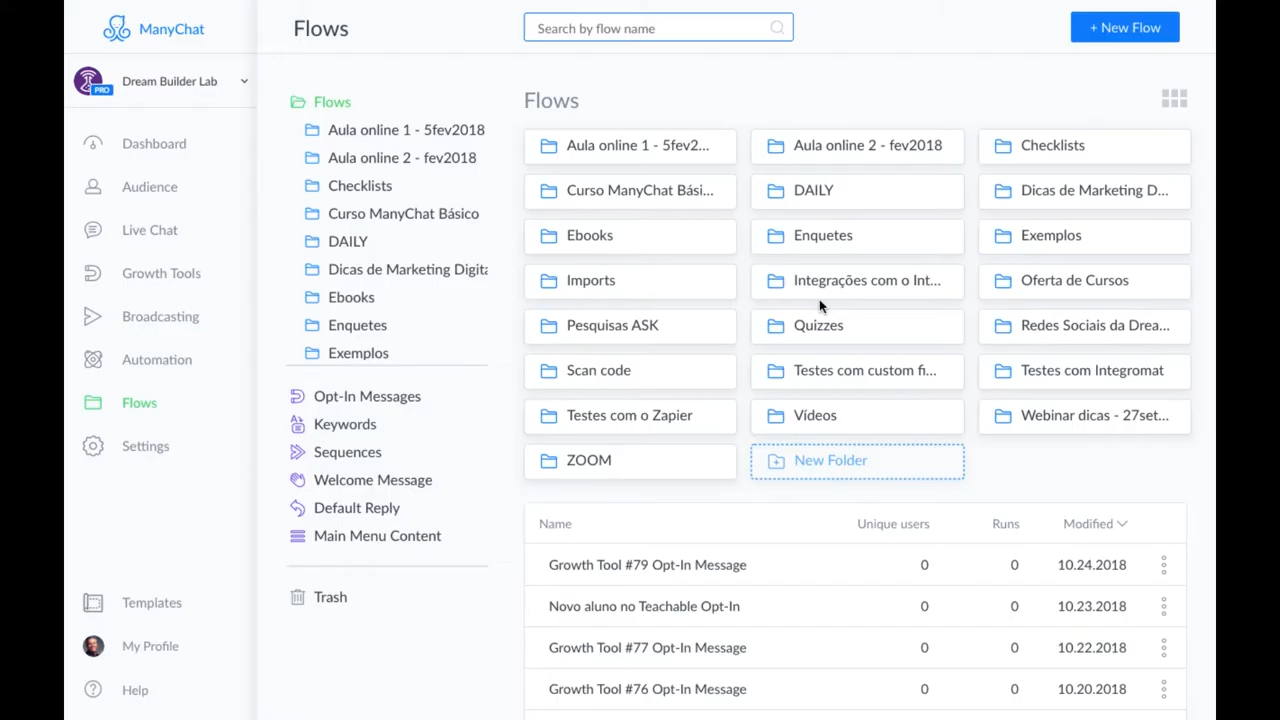 ManyChat
Dream Builder Lab
PRO
Dashboard
Audience
Live Chat
Growth Tools
Broadcasting
Automation
Flows
Settings
Templates
My Profile
Help
Flows
Search by flow name
+ New Flow
Flows
Aula online 1 - 5fev2018
Aula online 2 - fev2018
Checklists
Curso ManyChat Básico
DAILY
Dicas de Marketing Digita
Ebooks
Enquetes
Exemplos
Opt-In Messages
Keywords
Sequences
Welcome Message
Default Reply
Main Menu Content
Trash
Flows
Aula online 1 - 5fev2... Aula online 2 - fev2018 Checklists
Curso ManyChat Bási... DAILY Dicas de Marketing D...
Ebooks Enquetes Exemplos
Imports Integrações com o Int... Oferta de Cursos
Pesquisas ASK Quizzes Redes Sociais da Drea...
Scan code Testes com custom fi... Testes com Integromat
Testes com o Zapier Vídeos Webinar dicas - 27set...
ZOOM New Folder
Name Unique users Runs Modified
Growth Tool #79 Opt-In Message 0 0 10.24.2018
Novo aluno no Teachable Opt-In 0 0 10.23.2018
Growth Tool #77 Opt-In Message 0 0 10.22.2018
Growth Tool #76 Opt-In Message 0 0 10.20.2018